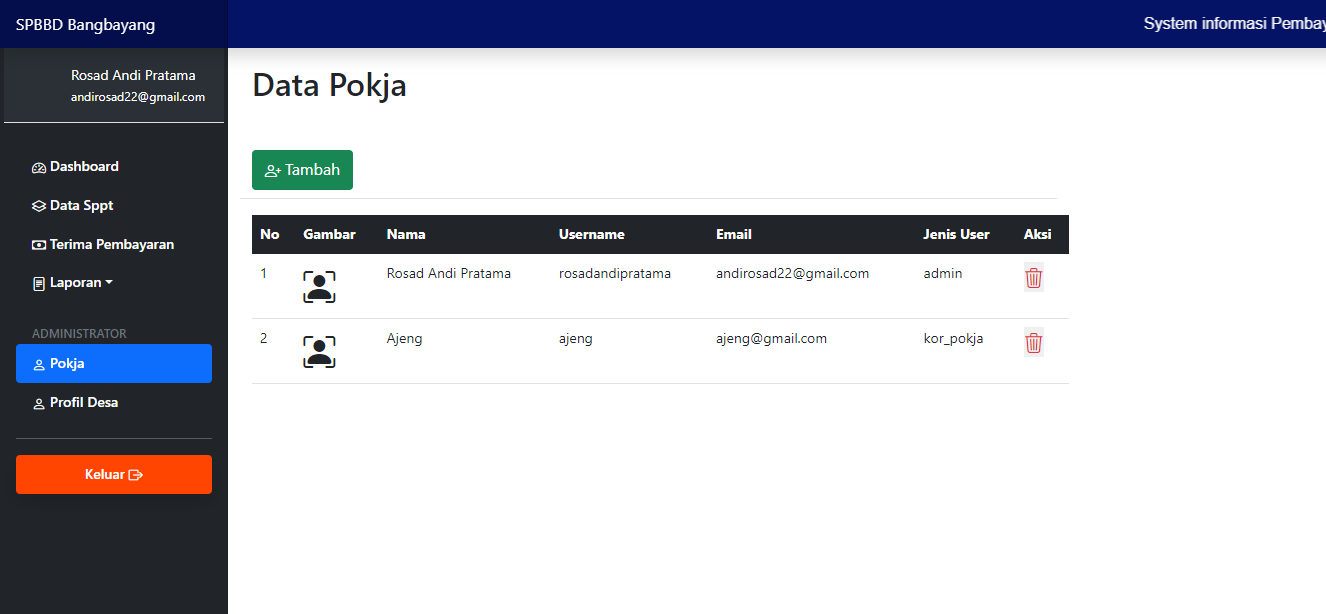 SPBBD Bangbayang
System informasi
Rosad Andi Pratama
andirosad22@gmail.com
Dashboard
Data Sppt
Terima Pembayaran
Laporan
ADMINISTRATOR
Pokja
Profil Desa
Keluar
Data Pokja
Tambah
No Gambar Nama Username Email Jenis User Aksi
1 Rosad Andi Pratama rosadandipratama andirosad22@gmail.com admin
2 Ajeng ajeng ajeng@gmail.com kor_pokja